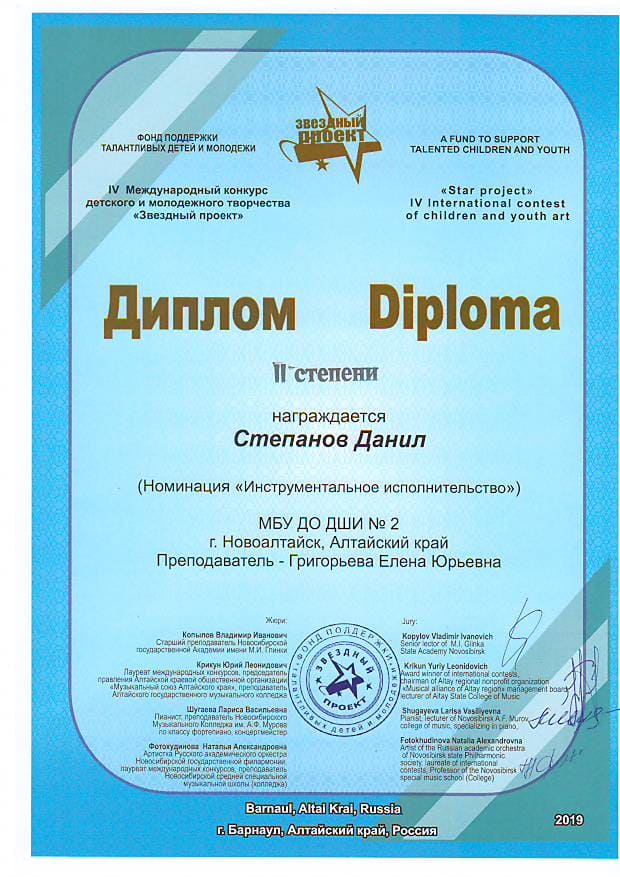 звездный
проект
ФОНД ПОДДЕРЖКИ
ТАЛАНТЛИВЫХ ДЕТЕЙ И МОЛОДЕЖИ
A FUND TO SUPPORT
TALENTED CHILDREN AND YOUTH
IV Международный конкурс
детского и молодежного творчества
«Звездный проект»
«Star project»
IV International contest
of children and youth art
Диплом
Diploma
II степени
награждается
Степанов Данил
(Номинация «Инструментальное исполнительство»)
МБУ ДО ДШИ № 2
г. Новоалтайск, Алтайский край
Преподаватель - Григорьева Елена Юрьевна
Жюри:
Копылов Владимир Иванович
Старший преподаватель Новосибирской
государственной Академии имени М.И. Глинки
Крикун Юрий Леонидович
Лауреат международных конкурсов, председатель
правления Алтайской краевой общественной организации
«Музыкальный союз Алтайского края», преподаватель
Алтайского государственного музыкального колледжа
Шугаева Лариса Васильевны
Пианист, преподаватель Новосибирского
Музыкального Колледжа им. А.Ф. Мурова
по классу фортепиано, концертмейстер
Фотохудинова Наталья Александровна
Артистка Русского академического оркестра
Новосибирской государственной филармонии,
лауреат международных конкурсов, преподаватель
Новосибирской средней специальной
музыкальной школы (колледжа)
ФОНД ПОДДЕРЖКИ
талантливых детей и молодежи
ЗВЕЗДНЫЙ
ПРОЕКТ
Jury:
Kopylov Vladimir Ivanovich
Senior lector of M.I. Glinka
State Academy Novosibirsk
Krikun Yuriy Leonidovich
Award winner of international contests,
chairman of Altay regional nonprofit organization
«Musical alliance of Altay region» management board,
lecturer of Altay State College of Music
Shugayeva Larisa Vasiliyevna
Pianist, lecturer of Novosibirsk A.F. Murov
college of music, specializing in piano,
Fotokhudinova Natalia Alexandrovna
Artist of the Russian academic orchestra
of Novosibirsk state Philharmonic
society, laureate of international
contests, Professor of the Novosibirsk
special music school (College)
Barnaul, Altai Krai, Russia
г. Барнаул, Алтайский край, Россия
2019